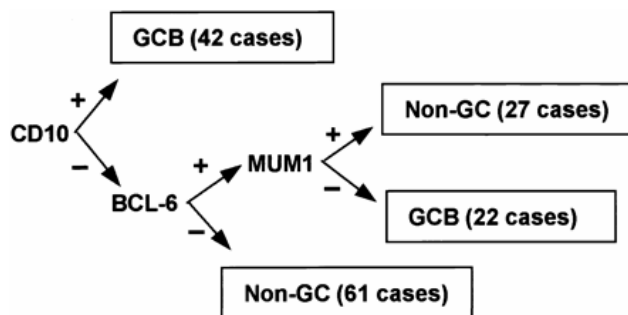 GCB (42 cases)
+
CD10
−
Non-GC (27 cases)
+
+
MUM1
−
BCL-6
−
GCB (22 cases)
Non-GC (61 cases)